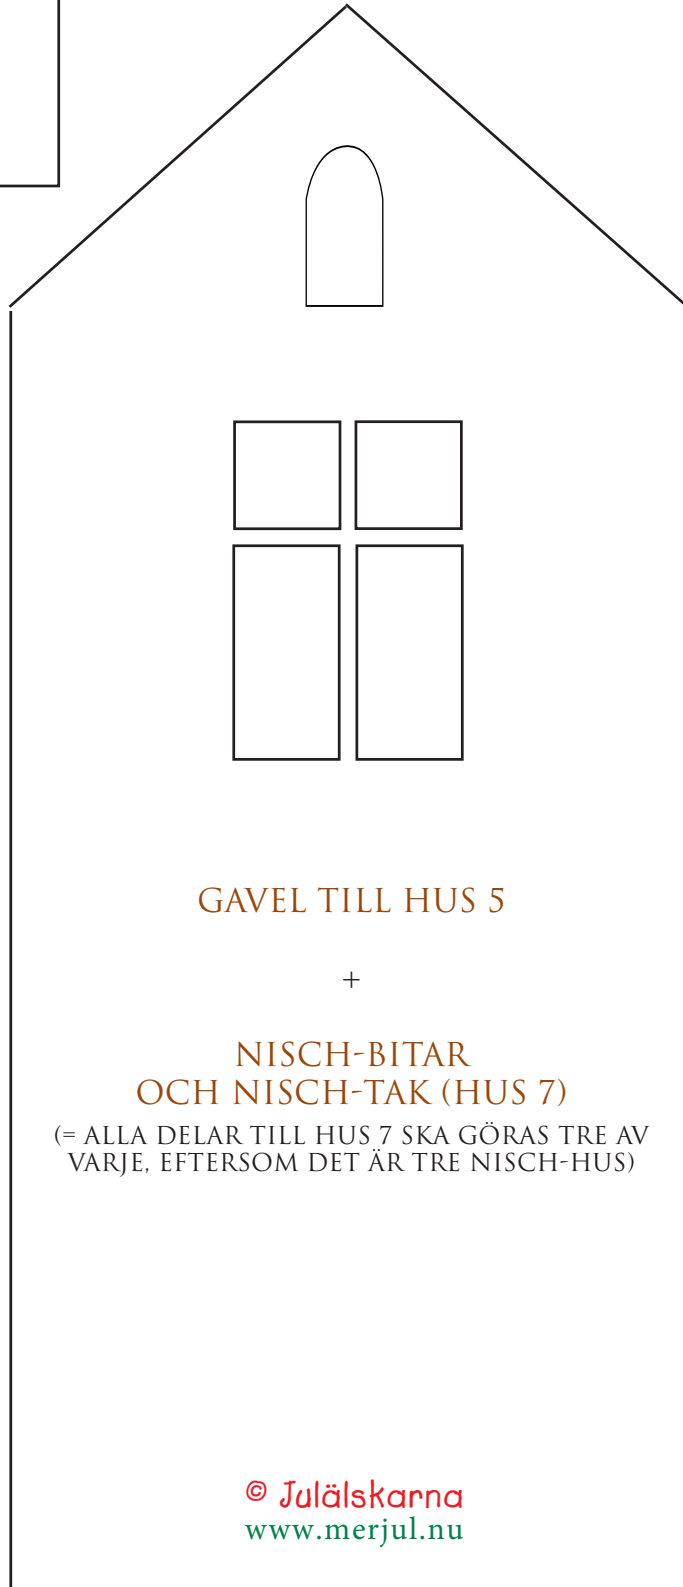 GAVEL TILL HUS 5
+
NISCH-BITAR
OCH NISCH-TAK (HUS 7)
(= ALLA DELAR TILL HUS 7 SKA GÖRAS TRE AV
VARJE, EFTERSOM DET ÄR TRE NISCH-HUS)
© Julälskarna
www.merjul.nu